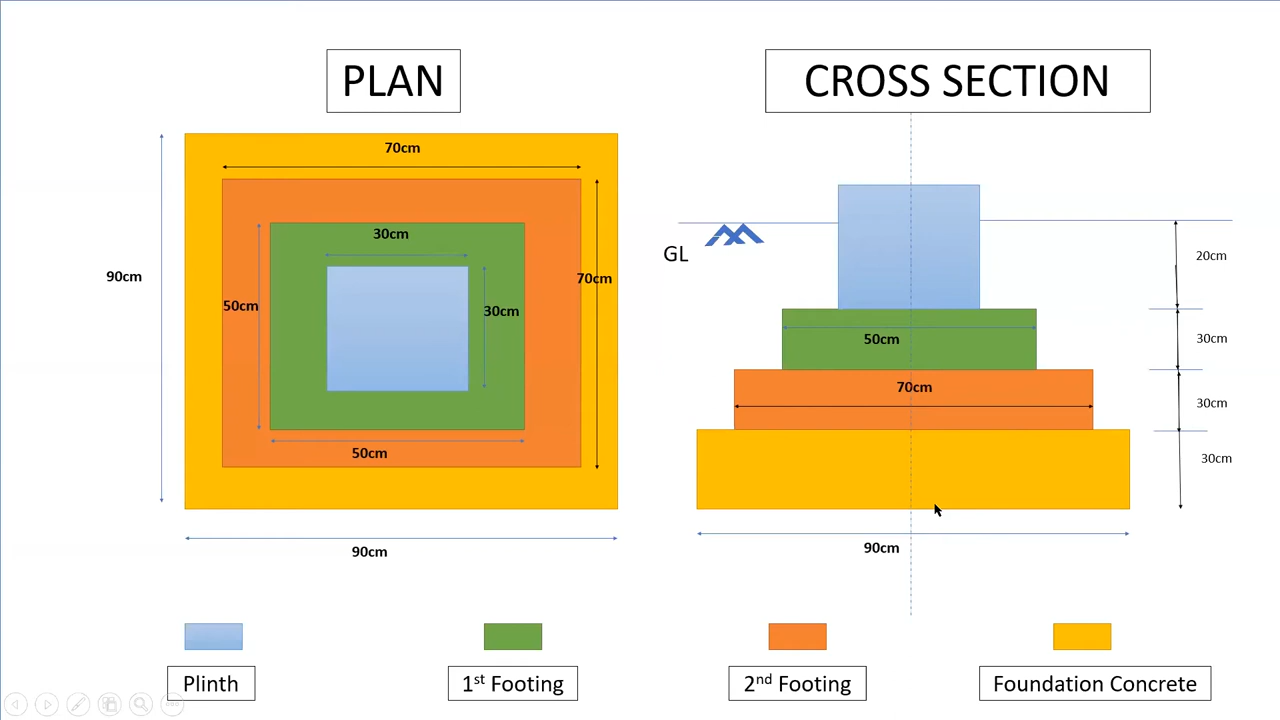 PLAN
CROSS SECTION
70cm
30cm
90cm
50cm
30cm
70cm
50cm
90cm
GL
20cm
50cm
30cm
70cm
30cm
30cm
90cm
Plinth
1st Footing
2nd Footing
Foundation Concrete